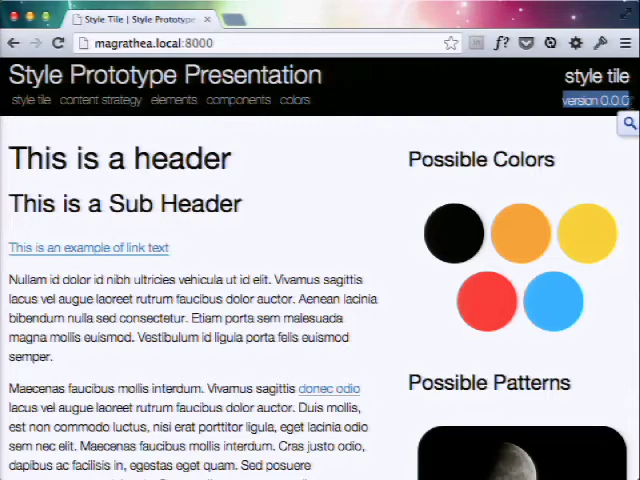 Style Tile | Style Prototype
magrathea.local:8000
f?
Style Prototype Presentation
style tile
style tile content strategy elements components colors
version 0.0.0
This is a header
Possible Colors
This is a Sub Header
This is an example of link text
Nullam id dolor id nibh ultricies vehicula ut id elit. Vivamus sagittis
lacus vel augue laoreet rutrum faucibus dolor auctor. Aenean lacinia
bibendum nulla sed consectetur. Etiam porta sem malesuada
magna mollis euismod. Vestibulum id ligula porta felis euismod
semper.
Possible Patterns
Maecenas faucibus mollis interdum. Vivamus sagittis donec odio
lacus vel augue laoreet rutrum faucibus dolor auctor. Duis mollis,
est non commodo luctus, nisi erat porttitor ligula, eget lacinia odio
sem nec elit. Maecenas faucibus mollis interdum. Cras justo odio,
dapibus ac facilisis in, egestas eget quam. Sed posuere